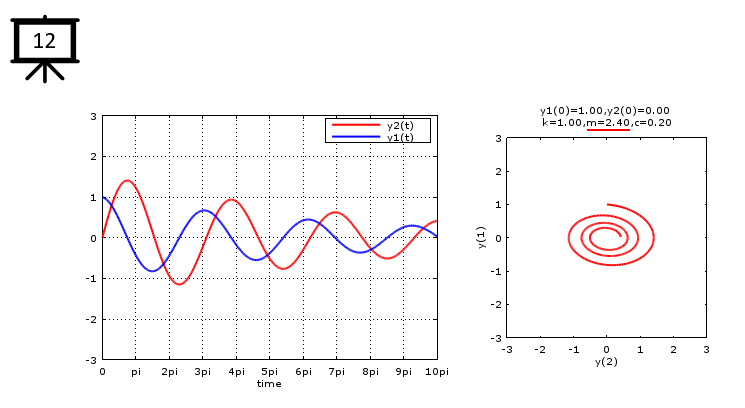 12
y2(t)
y1(t)
3
2
1
0
-1
-2
-3
0 pi 2pi 3pi 4pi 5pi 6pi 7pi 8pi 9pi 10pi
time
y1(0)=1.00,y2(0)=0.00
k=1.00,m=2.40,c=0.20
3
2
1
0
-1
-2
-3
y(1)
-3 -2 -1 0 1 2 3
y(2)